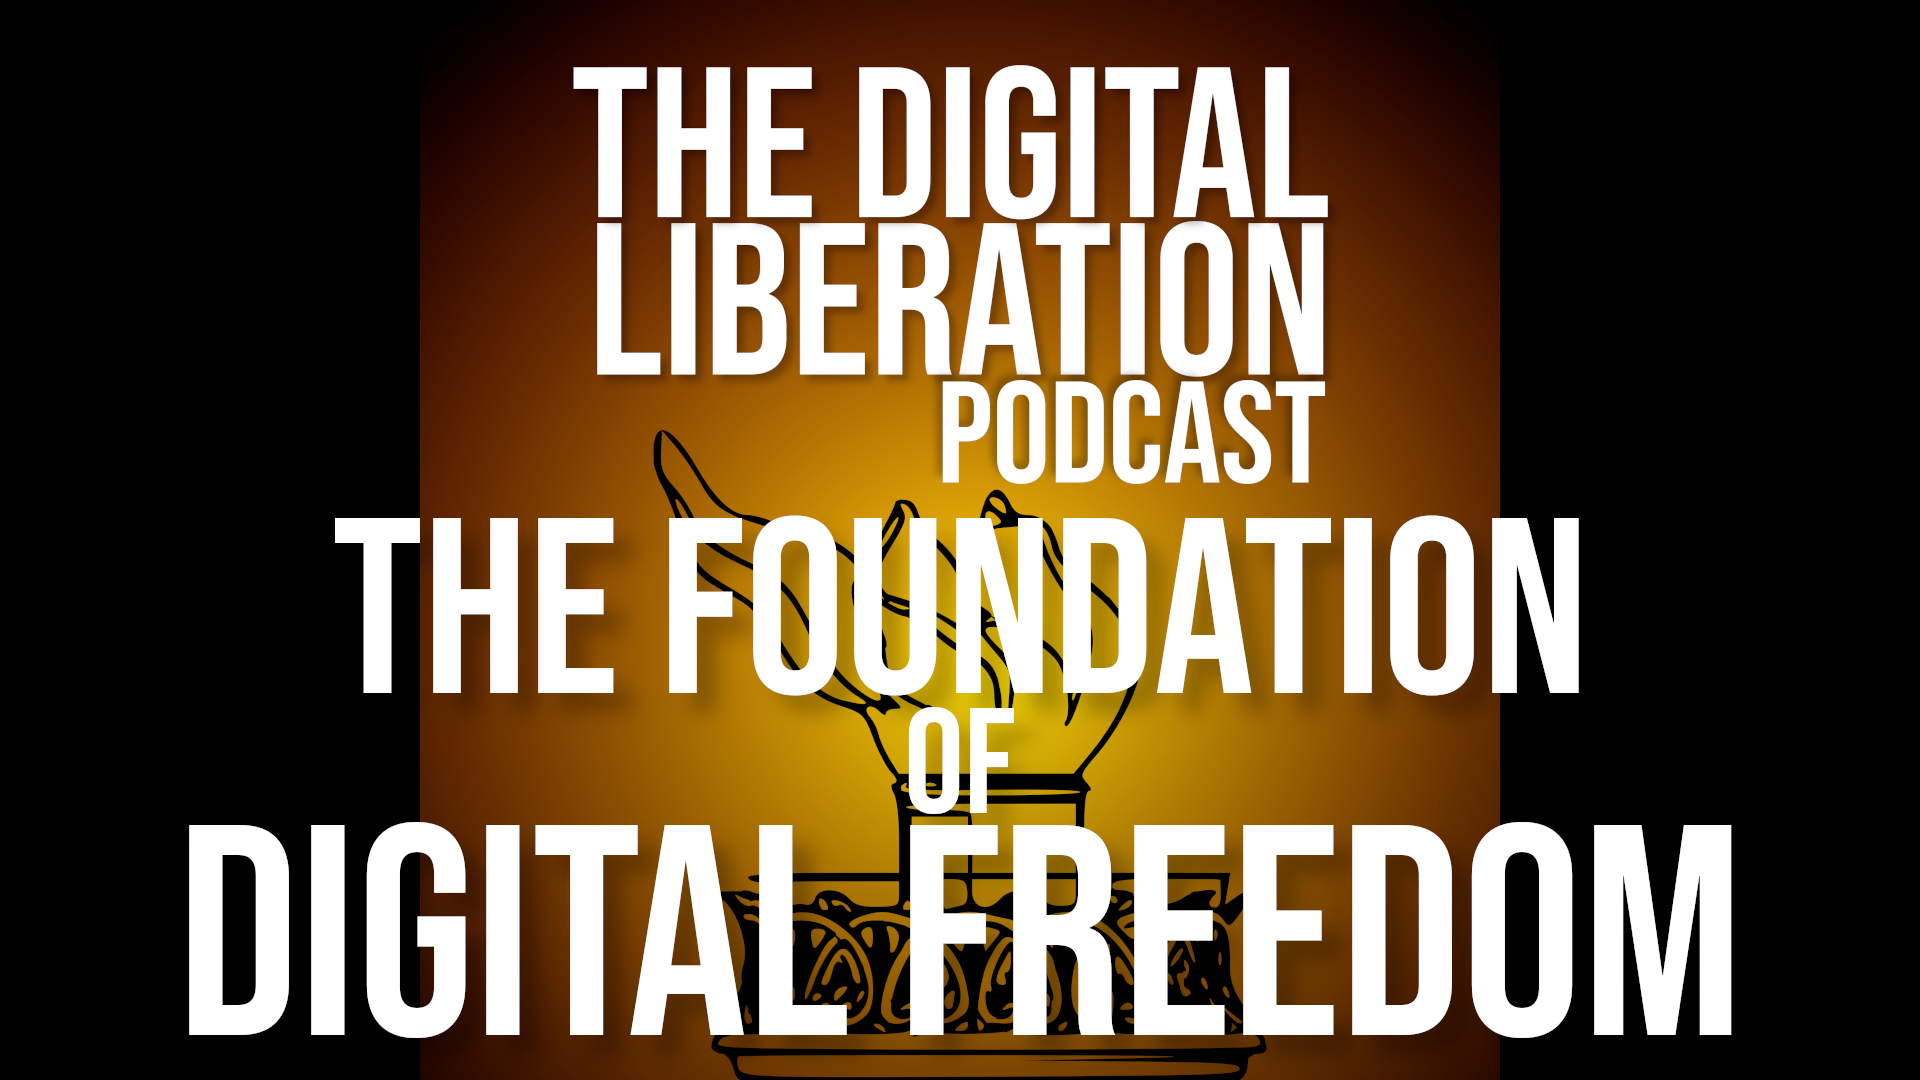 THE DIGITAL
LIBERATION
PODCAST
THE FOUNDATION
OF
DIGITAL FREEDOM